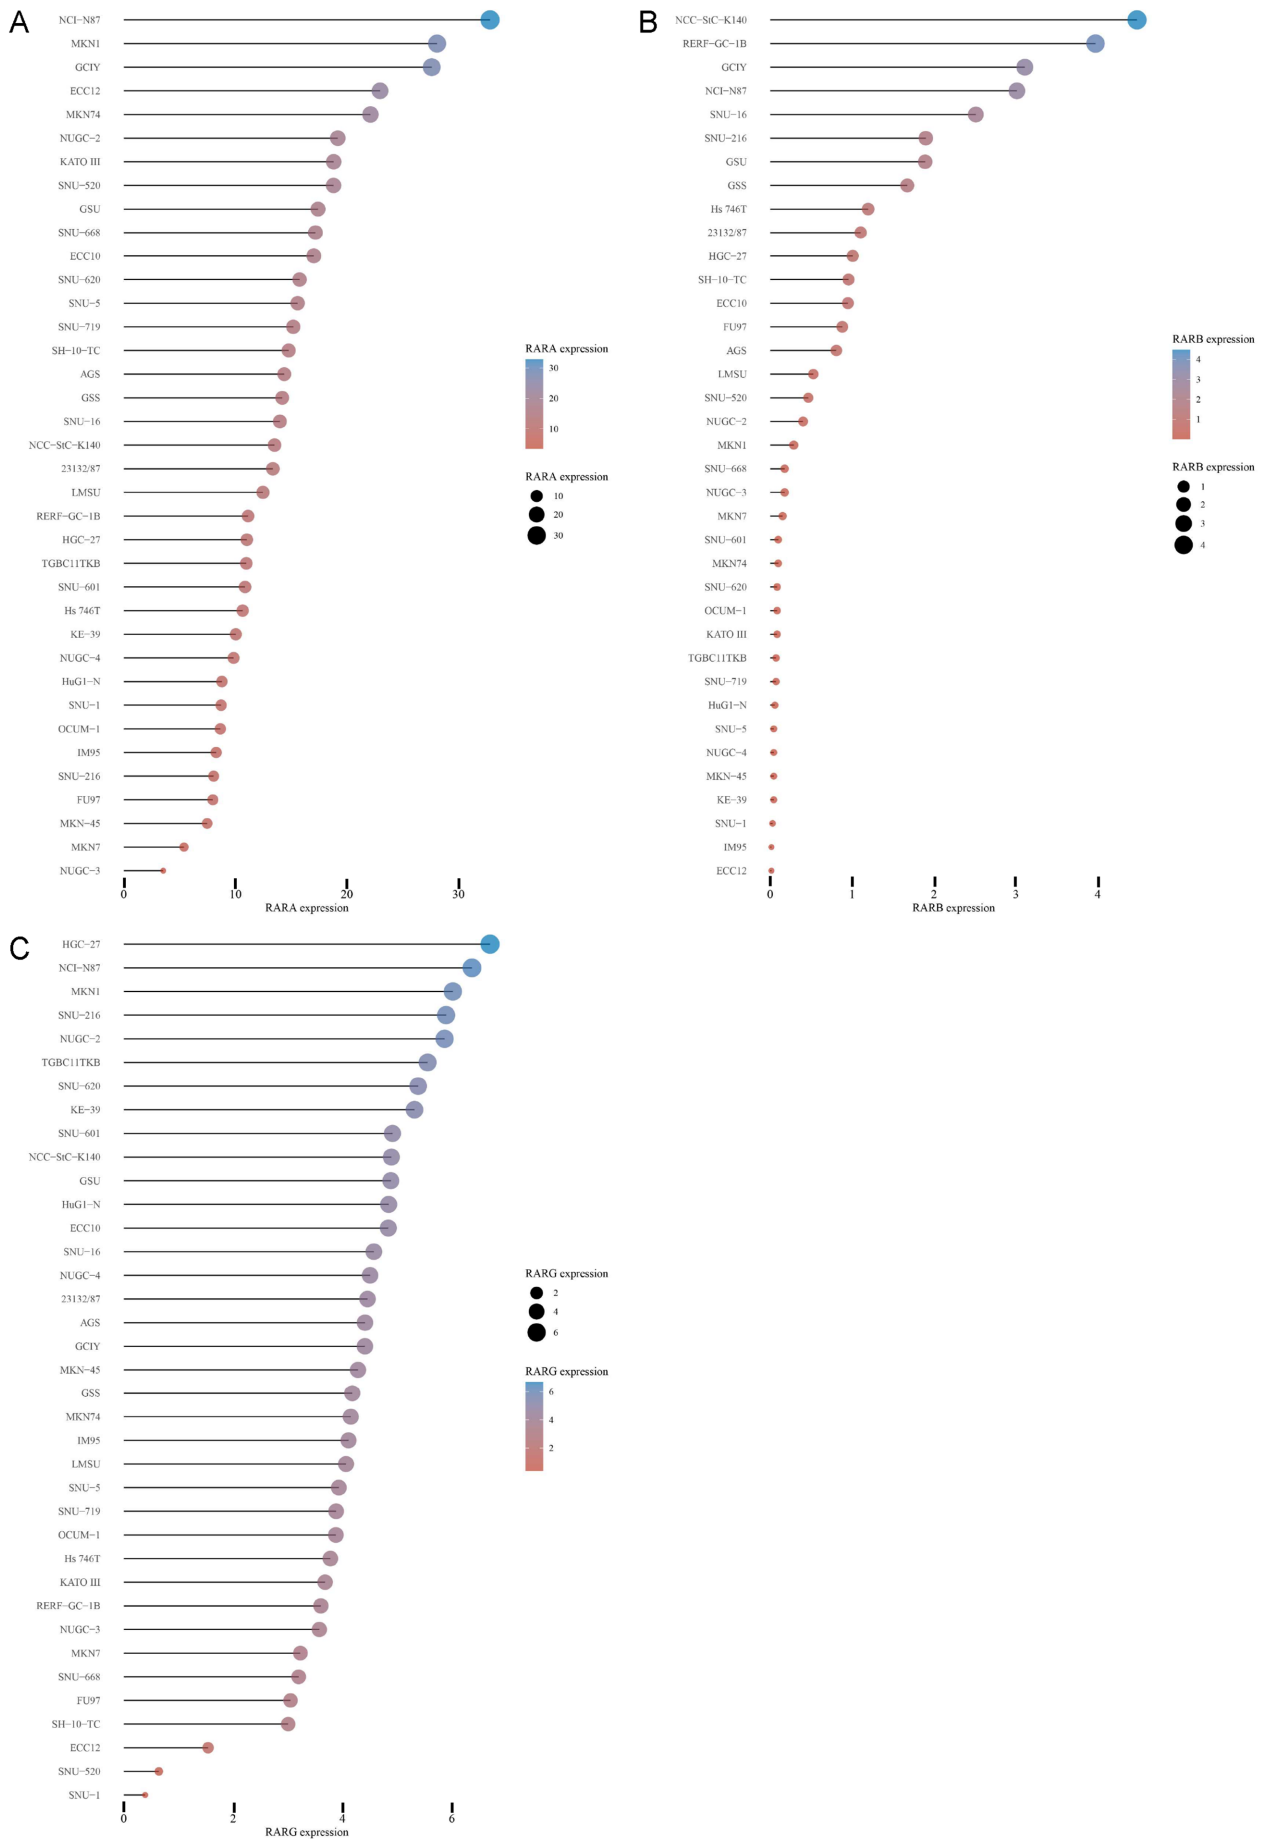 A
NCI−N87
MKN1
GCIY
ECC12
MKN74
NUGC−2
KATO III
SNU−520
GSU
SNU−668
ECC10
SNU−620
SNU−5
SNU−719
SH−10−TC
AGS
GSS
SNU−16
NCC−StC−K140
23132/87
LMSU
RERF−GC−1B
HGC−27
TGBC11TKB
SNU−601
Hs 746T
KE−39
NUGC−4
HuG1−N
SNU−1
OCUM−1
IM95
SNU−216
FU97
MKN−45
MKN7
NUGC−3
0 10 20 30
RARA expression
RARA expression
30
20
10
RARA expression
10
20
30
B
NCC−StC−K140
RERF−GC−1B
GCIY
NCI−N87
SNU−16
SNU−216
GSU
GSS
Hs 746T
23132/87
HGC−27
SH−10−TC
ECC10
FU97
AGS
LMSU
SNU−520
NUGC−2
MKN1
SNU−668
NUGC−3
MKN7
SNU−601
MKN74
SNU−620
OCUM−1
KATO III
TGBC11TKB
SNU−719
HuG1−N
SNU−5
NUGC−4
MKN−45
KE−39
SNU−1
IM95
ECC12
0 1 2 3 4
RARB expression
RARB expression
4
3
2
1
RARB expression
1
2
3
4
C
HGC−27
NCI−N87
MKN1
SNU−216
NUGC−2
TGBC11TKB
SNU−620
KE−39
SNU−601
NCC−StC−K140
GSU
HuG1−N
ECC10
SNU−16
NUGC−4
23132/87
AGS
GCIY
MKN−45
GSS
MKN74
IM95
LMSU
SNU−5
SNU−719
OCUM−1
Hs 746T
KATO III
RERF−GC−1B
NUGC−3
MKN7
SNU−668
FU97
SH−10−TC
ECC12
SNU−520
SNU−1
0 2 4 6
RARG expression
RARG expression
2
4
6
RARG expression
6
4
2